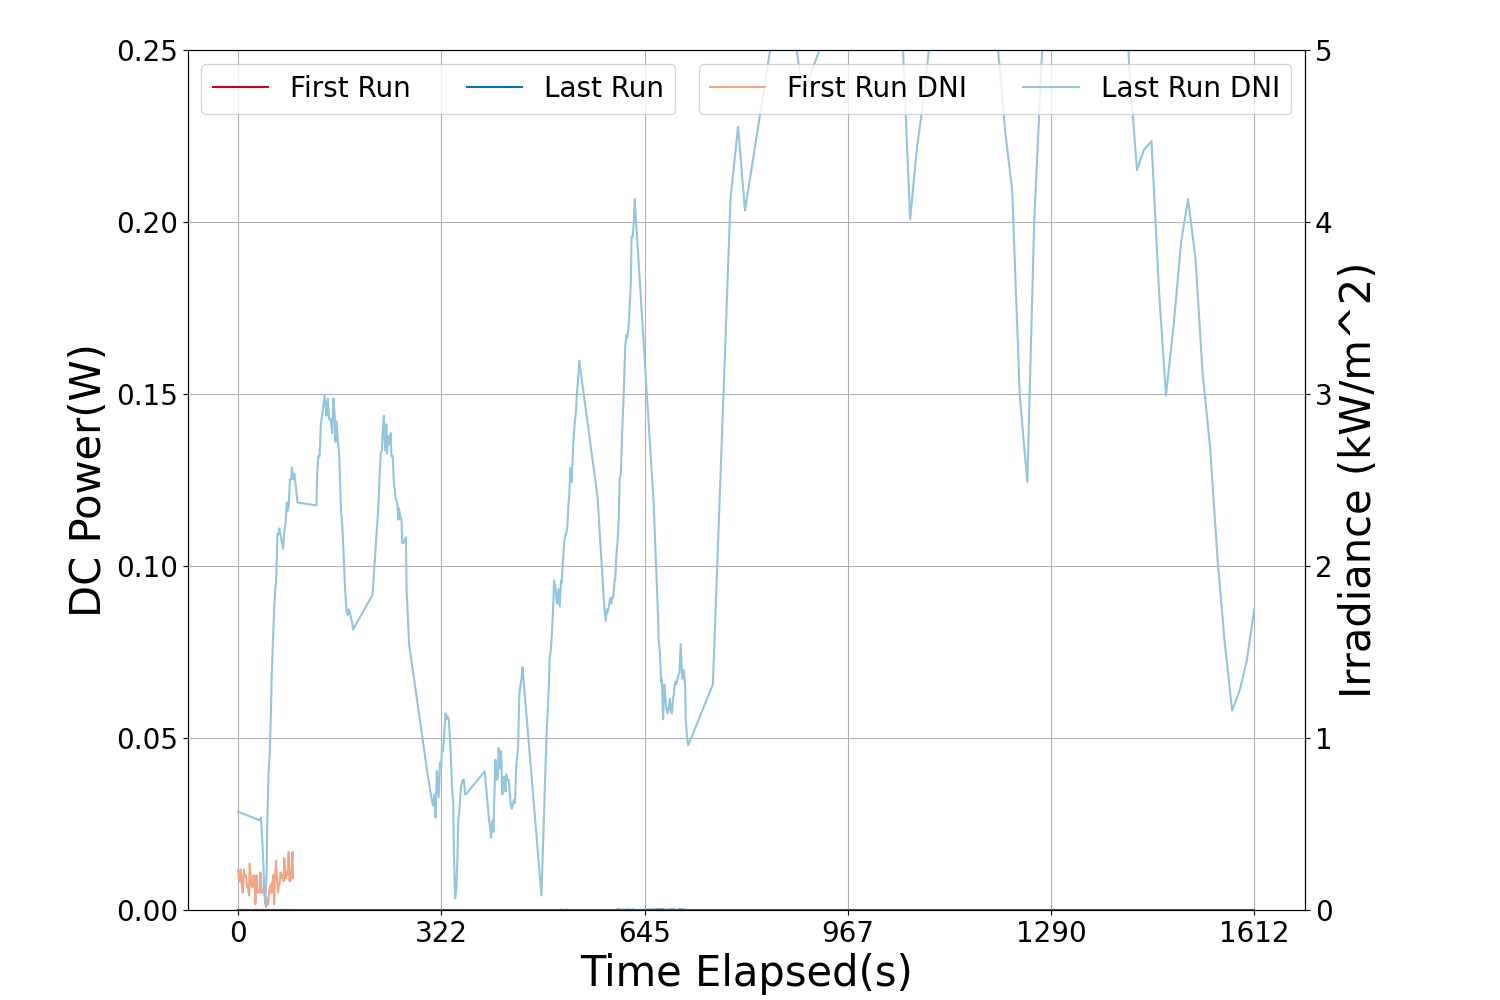 First Run
Last Run
First Run DNI
Last Run DNI
DC Power(W)
0.25
0.20
0.15
0.10
0.05
0.00
5
4
3
2
1
0
Irradiance (kW/m^2)
0 322 645 967 1290 1612
Time Elapsed(s)